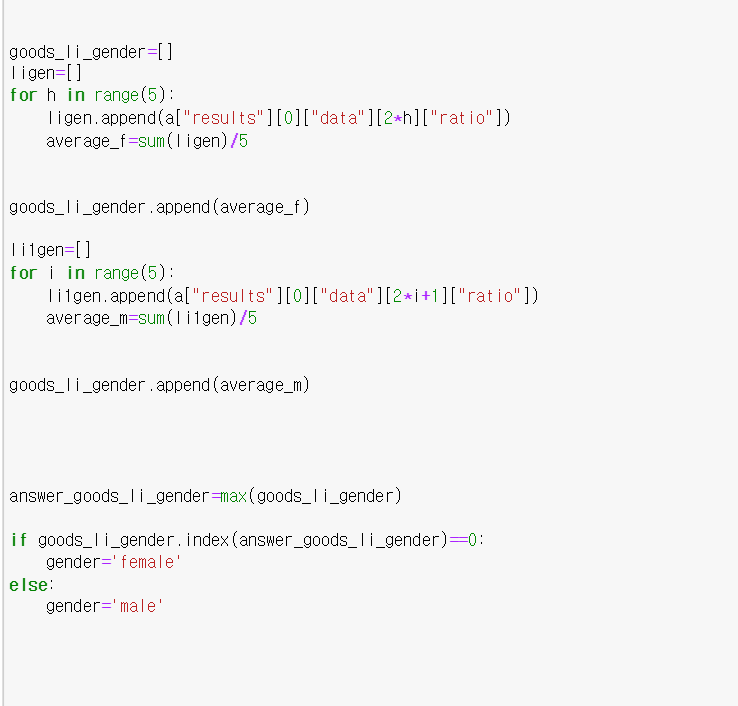 goods_li_gender=[]
ligen=[]
for h in range(5):
    ligen.append(a["results"][0]["data"][2*h]["ratio"])
    average_f=sum(ligen)/5
goods_li_gender.append(average_f)
li1gen=[]
for i in range(5):
    li1gen.append(a["results"][0]["data"][2*i+1]["ratio"])
    average_m=sum(li1gen)/5
goods_li_gender.append(average_m)
answer_goods_li_gender=max(goods_li_gender)
if goods_li_gender.index(answer_goods_li_gender)==0:
    gender='female'
else:
    gender='male'